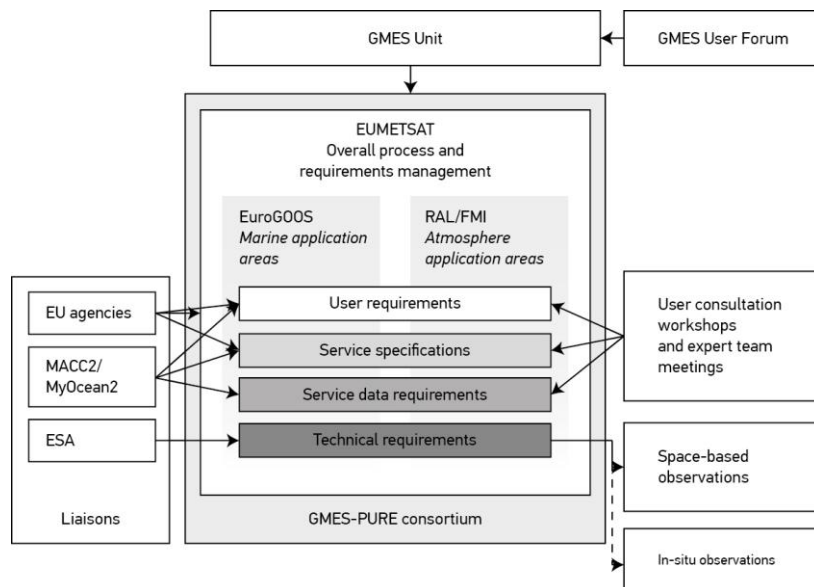 GMES Unit
GMES User Forum
EUMETSAT
Overall process and
requirements management
EuroGOOS
Marine application
areas
RAL/FMI
Atmosphere
application areas
EU agencies
MACC2/
MyOcean2
ESA
Liaisons
User requirements
Service specifications
Service data requirements
Technical requirements
GMES-PURE consortium
User consultation
workshops
and expert team
meetings
Space-based
observations
In-situ observations